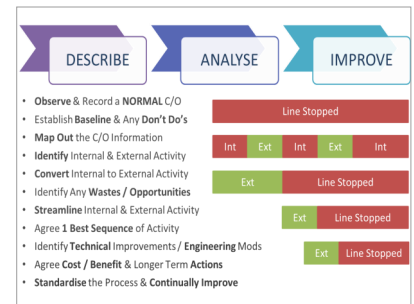 DESCRIBE
ANALYSE
IMPROVE
• Observe & Record a NORMAL C/O
• Establish Baseline & Any Don't Do's
• Map Out the C/O Information
• Identify Internal & External Activity
• Convert Internal to External Activity
• Identify Any Wastes / Opportunities
• Streamline Internal & External Activity
• Agree 1 Best Sequence of Activity
• Identify Technical Improvements / Engineering Mods
• Agree Cost / Benefit & Longer Term Actions
• Standardise the Process & Continually Improve
Line Stopped
Int Ext Int Ext Int
Ext Line Stopped
Ext Line Stopped
Ext Line Stopped